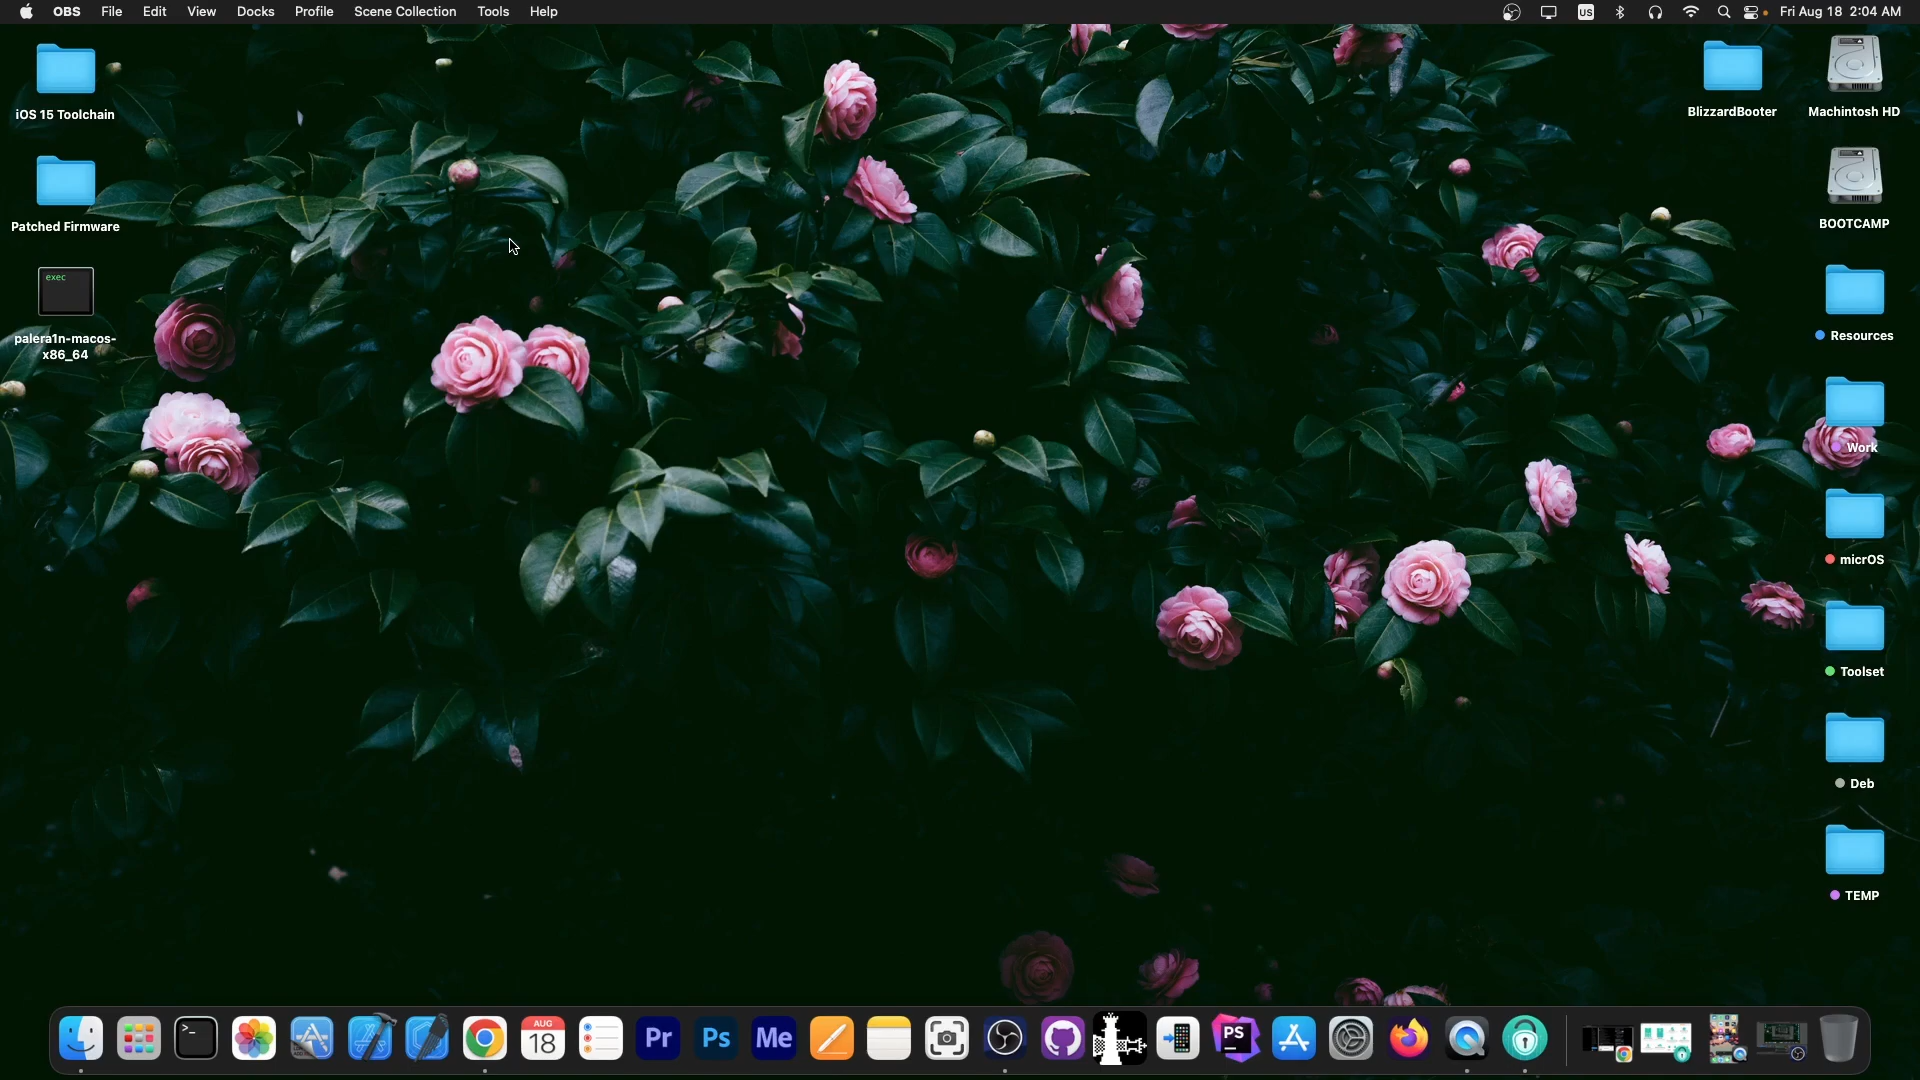 OBS File Edit View Docks Profile Scene Collection Tools Help
US
Fri Aug 18 2:04 AM
iOS 15 Toolchain
BlizzardBooter
Machintosh HD
Patched Firmware
BOOTCAMP
exec
palera1n-macos-
x86_64
Resources
Work
micrOS
Toolset
Deb
TEMP
>_
AUG
18
Pr
Ps
Me
PS